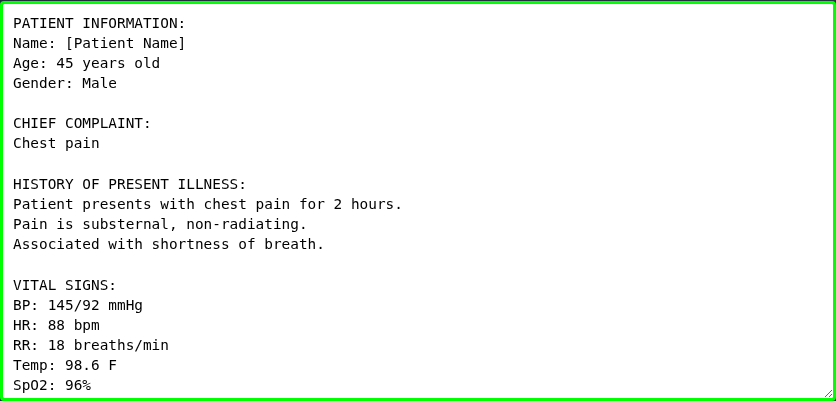 PATIENT INFORMATION:
Name: [Patient Name]
Age: 45 years old
Gender: Male

CHIEF COMPLAINT:
Chest pain

HISTORY OF PRESENT ILLNESS:
Patient presents with chest pain for 2 hours.
Pain is substernal, non-radiating.
Associated with shortness of breath.

VITAL SIGNS:
BP: 145/92 mmHg
HR: 88 bpm
RR: 18 breaths/min
Temp: 98.6 F
SpO2: 96%